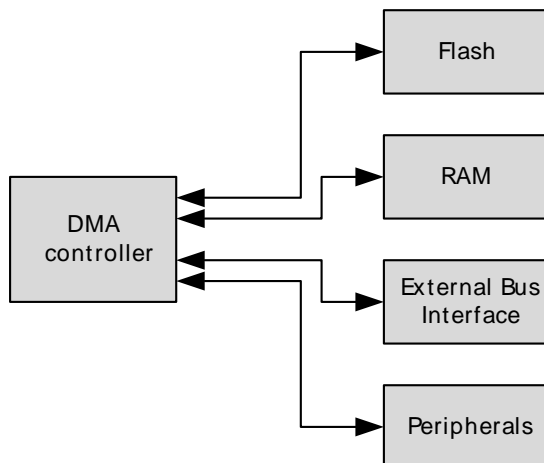 Flash
RAM
DMA
controller
External Bus
Interface
Peripherals